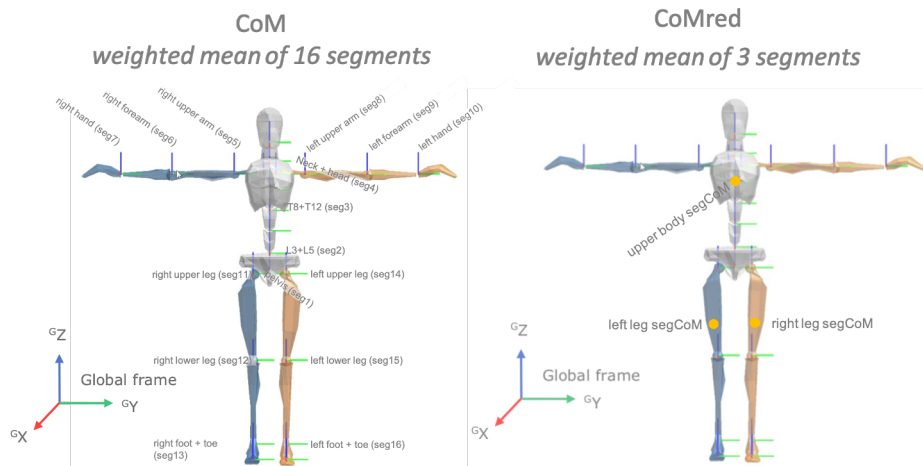 CoM
weighted mean of 16 segments
right hand (seg7)
right forearm (seg6)
right upper arm (seg5)
left upper arm (seg8)
left forearm (seg9)
left hand (seg10)
Neck + head (seg4)
T8+T12 (seg3)
L3+L5 (seg2)
pelvis (seg1)
right upper leg (seg11)
left upper leg (seg14)
right lower leg (seg12)
left lower leg (seg15)
right foot + toe
(seg13)
left foot + toe (seg16)
GZ
Global frame
GY
GX
CoMred
weighted mean of 3 segments
upper body segCoM
left leg segCoM
right leg segCoM
GZ
Global frame
GY
GX